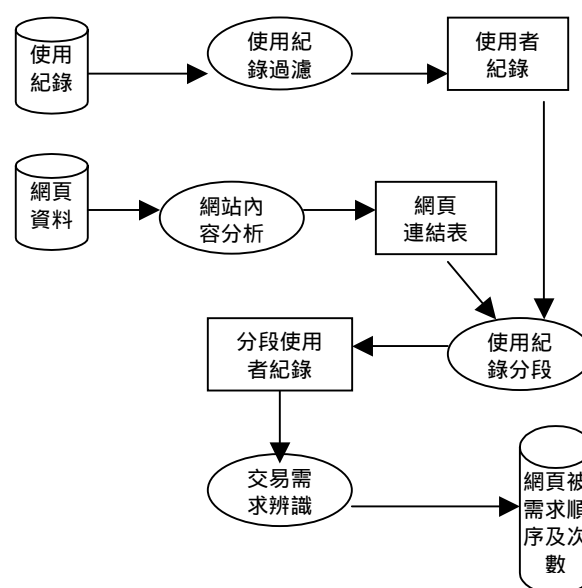 使用
紀錄
使用紀
錄過濾
使用者
紀錄
網頁
資料
網站內
容分析
網頁
連結表
分段使用
者紀錄
使用紀
錄分段
交易需
求辨識
網頁被
需求順
序及次
數